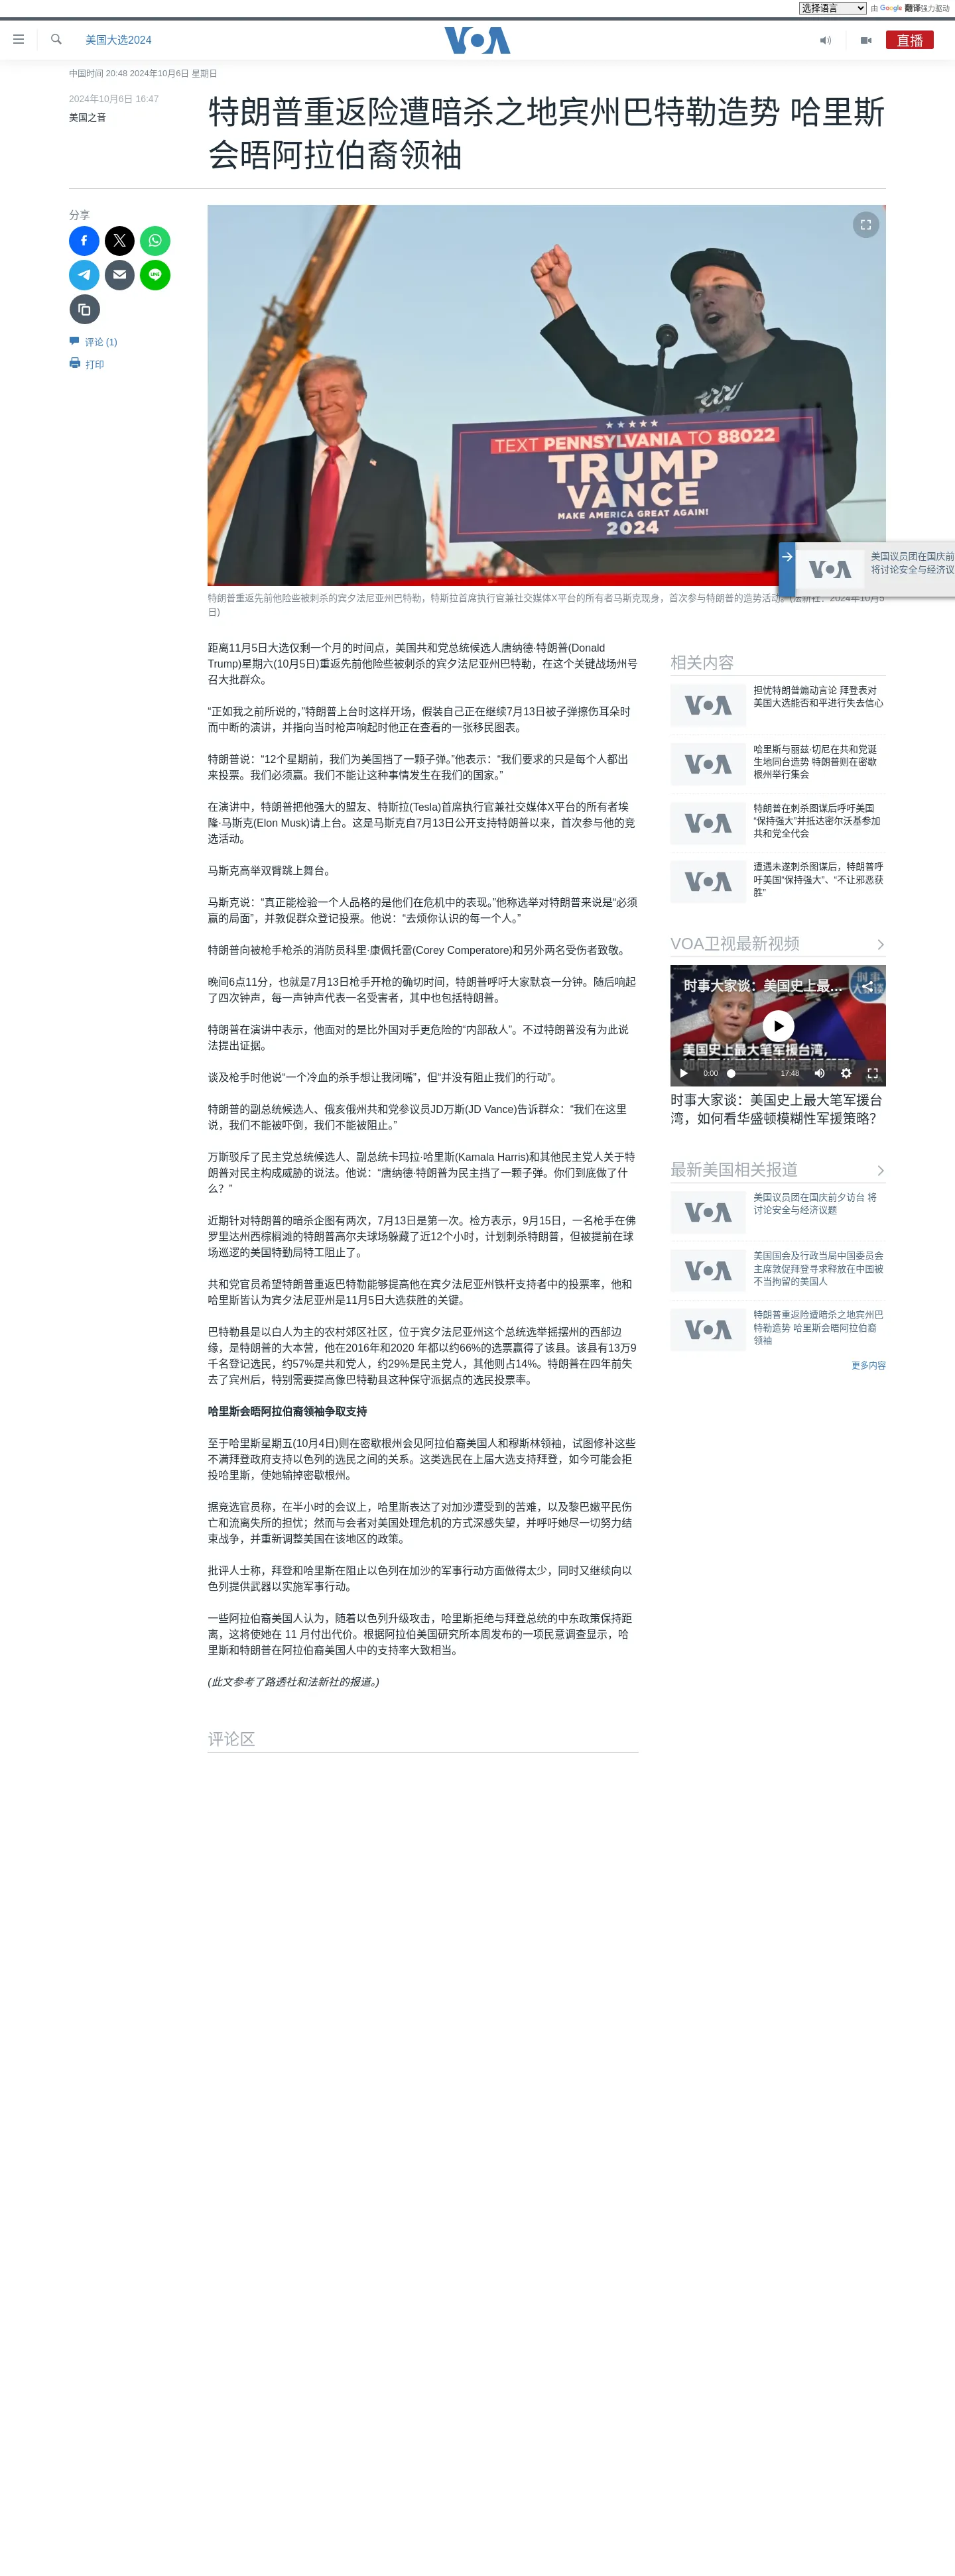 选择语言 由 Google 翻译强力驱动
美国大选2024
VOA
直播
中国时间 20:48 2024年10月6日 星期日
2024年10月6日 16:47
美国之音
特朗普重返险遭暗杀之地宾州巴特勒造势 哈里斯
会晤阿拉伯裔领袖
分享
评论 (1)
打印
TEXT PENNSYLVANIA TO 88022
TRUMP
VANCE
MAKE AMERICA GREAT AGAIN!
2024
VOA
美国议员团在国庆前
将讨论安全与经济议
特朗普重返先前他险些被刺杀的宾夕法尼亚州巴特勒，特斯拉首席执行官兼社交媒体X平台的所有者马斯克现身，首次参与特朗普的造势活动。(法新社：2024年10月5
日)
距离11月5日大选仅剩一个月的时间点，美国共和党总统候选人唐纳德·特朗普(Donald
Trump)星期六(10月5日)重返先前他险些被刺杀的宾夕法尼亚州巴特勒，在这个关键战场州号
召大批群众。
“正如我之前所说的，”特朗普上台时这样开场，假装自己正在继续7月13日被子弹擦伤耳朵时
而中断的演讲，并指向当时枪声响起时他正在查看的一张移民图表。
特朗普说：“12个星期前，我们为美国挡了一颗子弹。”他表示：“我们要求的只是每个人都出
来投票。我们必须赢。我们不能让这种事情发生在我们的国家。”
在演讲中，特朗普把他强大的盟友、特斯拉(Tesla)首席执行官兼社交媒体X平台的所有者埃
隆·马斯克(Elon Musk)请上台。这是马斯克自7月13日公开支持特朗普以来，首次参与他的竞
选活动。
马斯克高举双臂跳上舞台。
马斯克说：“真正能检验一个人品格的是他们在危机中的表现。”他称选举对特朗普来说是“必须
赢的局面”，并敦促群众登记投票。他说：“去烦你认识的每一个人。”
特朗普向被枪手枪杀的消防员科里·康佩托雷(Corey Comperatore)和另外两名受伤者致敬。
晚间6点11分，也就是7月13日枪手开枪的确切时间，特朗普呼吁大家默哀一分钟。随后响起
了四次钟声，每一声钟声代表一名受害者，其中也包括特朗普。
特朗普在演讲中表示，他面对的是比外国对手更危险的“内部敌人”。不过特朗普没有为此说
法提出证据。
谈及枪手时他说“一个冷血的杀手想让我闭嘴”，但“并没有阻止我们的行动”。
特朗普的副总统候选人、俄亥俄州共和党参议员JD万斯(JD Vance)告诉群众：“我们在这里
说，我们不能被吓倒，我们不能被阻止。”
万斯驳斥了民主党总统候选人、副总统卡玛拉·哈里斯(Kamala Harris)和其他民主党人关于特
朗普对民主构成威胁的说法。他说：“唐纳德·特朗普为民主挡了一颗子弹。你们到底做了什
么？”
近期针对特朗普的暗杀企图有两次，7月13日是第一次。检方表示，9月15日，一名枪手在佛
罗里达州西棕榈滩的特朗普高尔夫球场躲藏了近12个小时，计划刺杀特朗普，但被提前在球
场巡逻的美国特勤局特工阻止了。
共和党官员希望特朗普重返巴特勒能够提高他在宾夕法尼亚州铁杆支持者中的投票率，他和
哈里斯皆认为宾夕法尼亚州是11月5日大选获胜的关键。
巴特勒县是以白人为主的农村郊区社区，位于宾夕法尼亚州这个总统选举摇摆州的西部边
缘，是特朗普的大本营，他在2016年和2020 年都以约66%的选票赢得了该县。该县有13万9
千名登记选民，约57%是共和党人，约29%是民主党人，其他则占14%。特朗普在四年前失
去了宾州后，特别需要提高像巴特勒县这种保守派据点的选民投票率。
哈里斯会晤阿拉伯裔领袖争取支持
至于哈里斯星期五(10月4日)则在密歇根州会见阿拉伯裔美国人和穆斯林领袖，试图修补这些
不满拜登政府支持以色列的选民之间的关系。这类选民在上届大选支持拜登，如今可能会拒
投哈里斯，使她输掉密歇根州。
据竞选官员称，在半小时的会议上，哈里斯表达了对加沙遭受到的苦难，以及黎巴嫩平民伤
亡和流离失所的担忧；然而与会者对美国处理危机的方式深感失望，并呼吁她尽一切努力结
束战争，并重新调整美国在该地区的政策。
批评人士称，拜登和哈里斯在阻止以色列在加沙的军事行动方面做得太少，同时又继续向以
色列提供武器以实施军事行动。
一些阿拉伯裔美国人认为，随着以色列升级攻击，哈里斯拒绝与拜登总统的中东政策保持距
离，这将使她在 11 月付出代价。根据阿拉伯美国研究所本周发布的一项民意调查显示，哈
里斯和特朗普在阿拉伯裔美国人中的支持率大致相当。
(此文参考了路透社和法新社的报道。)
评论区
相关内容
VOA
担忧特朗普煽动言论 拜登表对
美国大选能否和平进行失去信心
VOA
哈里斯与丽兹·切尼在共和党诞
生地同台造势 特朗普则在密歇
根州举行集会
VOA
特朗普在刺杀图谋后呼吁美国
“保持强大”并抵达密尔沃基参加
共和党全代会
VOA
遭遇未遂刺杀图谋后，特朗普呼
吁美国“保持强大”、“不让邪恶获
胜”
VOA卫视最新视频
时事大家谈：美国史上最...
美国史上最大笔军援台湾，
0:00
17:48
时事大家谈：美国史上最大笔军援台
湾，如何看华盛顿模糊性军援策略？
最新美国相关报道
VOA
美国议员团在国庆前夕访台 将
讨论安全与经济议题
VOA
美国国会及行政当局中国委员会
主席敦促拜登寻求释放在中国被
不当拘留的美国人
VOA
特朗普重返险遭暗杀之地宾州巴
特勒造势 哈里斯会晤阿拉伯裔
领袖
更多内容